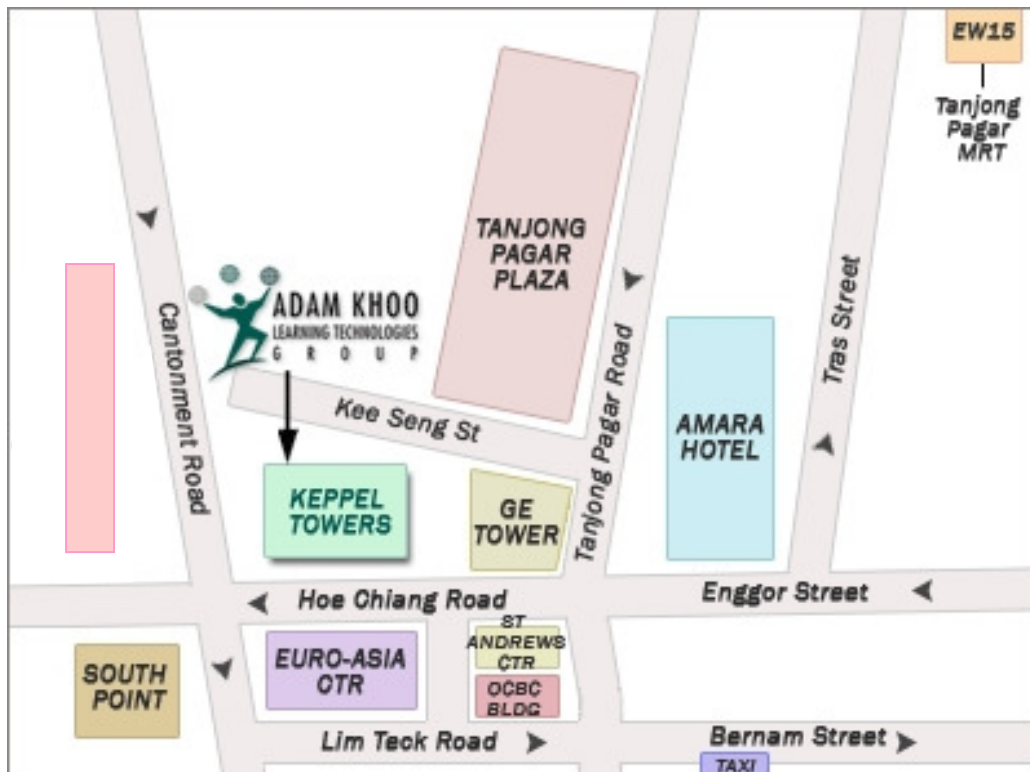 EW15
Tanjong
Pagar
MRT
TANJONG
PAGAR
PLAZA
ADAM KHOO
LEARNING TECHNOLOGIES
GROUP
Cantonment Road
Tanjong Pagar Road
Tras Street
Kee Seng St
AMARA
HOTEL
KEPPEL
TOWERS
GE
TOWER
Hoe Chiang Road
Enggor Street
ST
ANDREWS
CTR
EURO-ASIA
CTR
SOUTH
POINT
OCBC
BLDG
Lim Teck Road
Bernam Street
TAXI